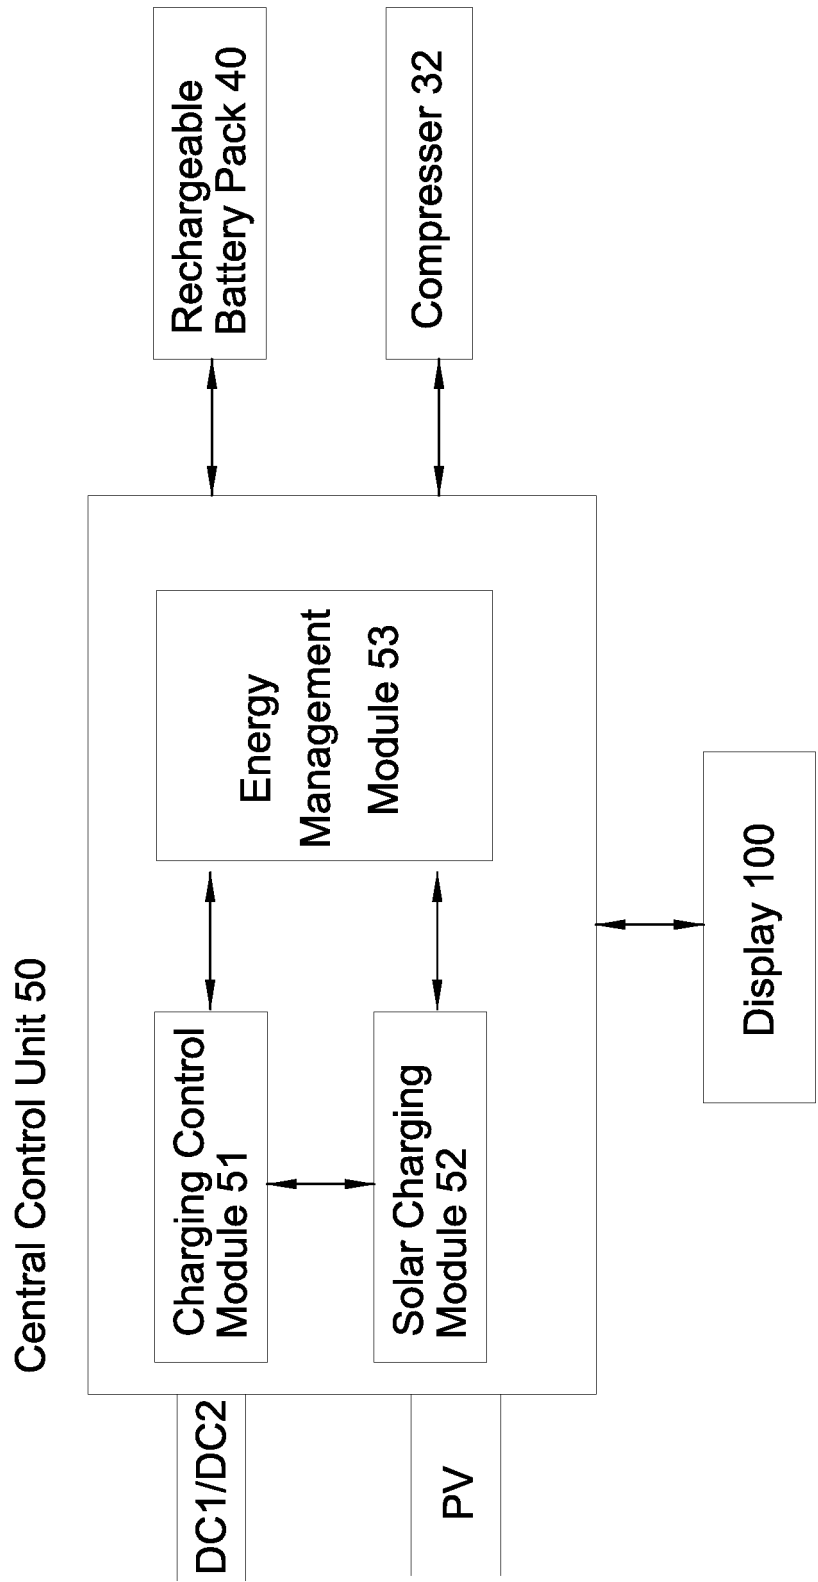 Central Control Unit 50
DC1/DC2
Charging Control
Module 51
Energy
Management
Module 53
Rechargeable
Battery Pack 40
PV
Solar Charging
Module 52
Compresser 32
Display 100